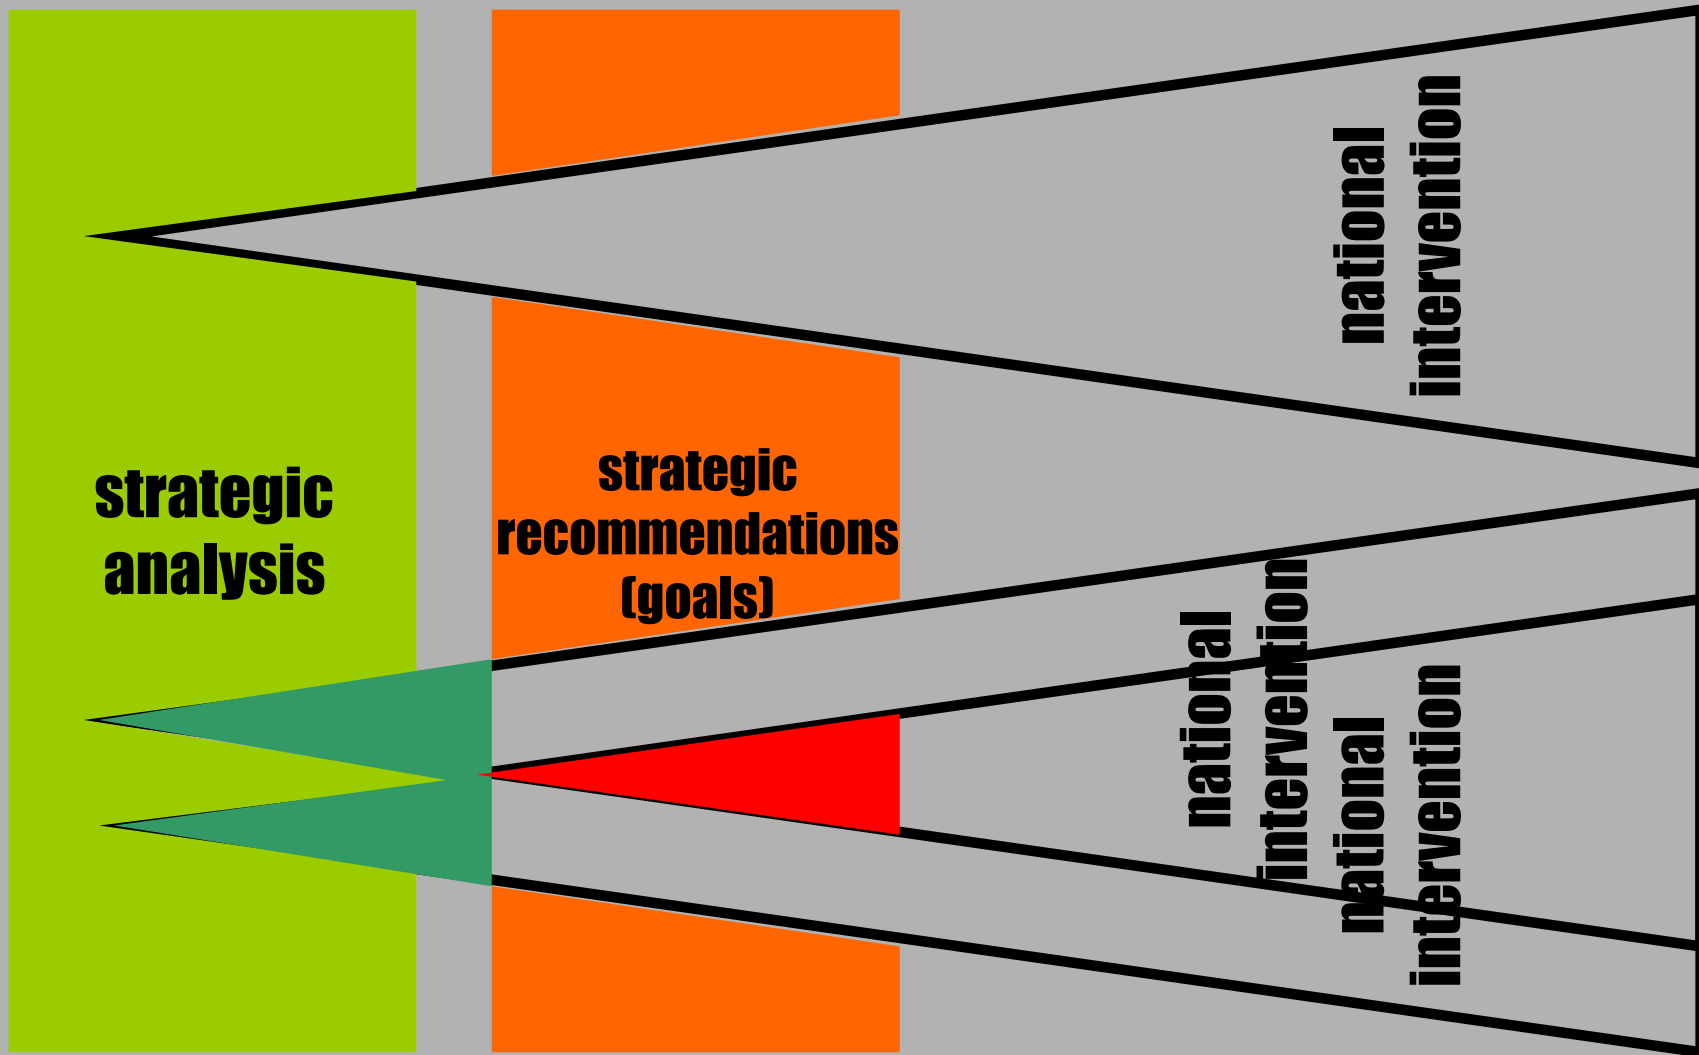 strategic
analysis
strategic
recommendations
(goals)
national
intervention
national
intervention
national
intervention